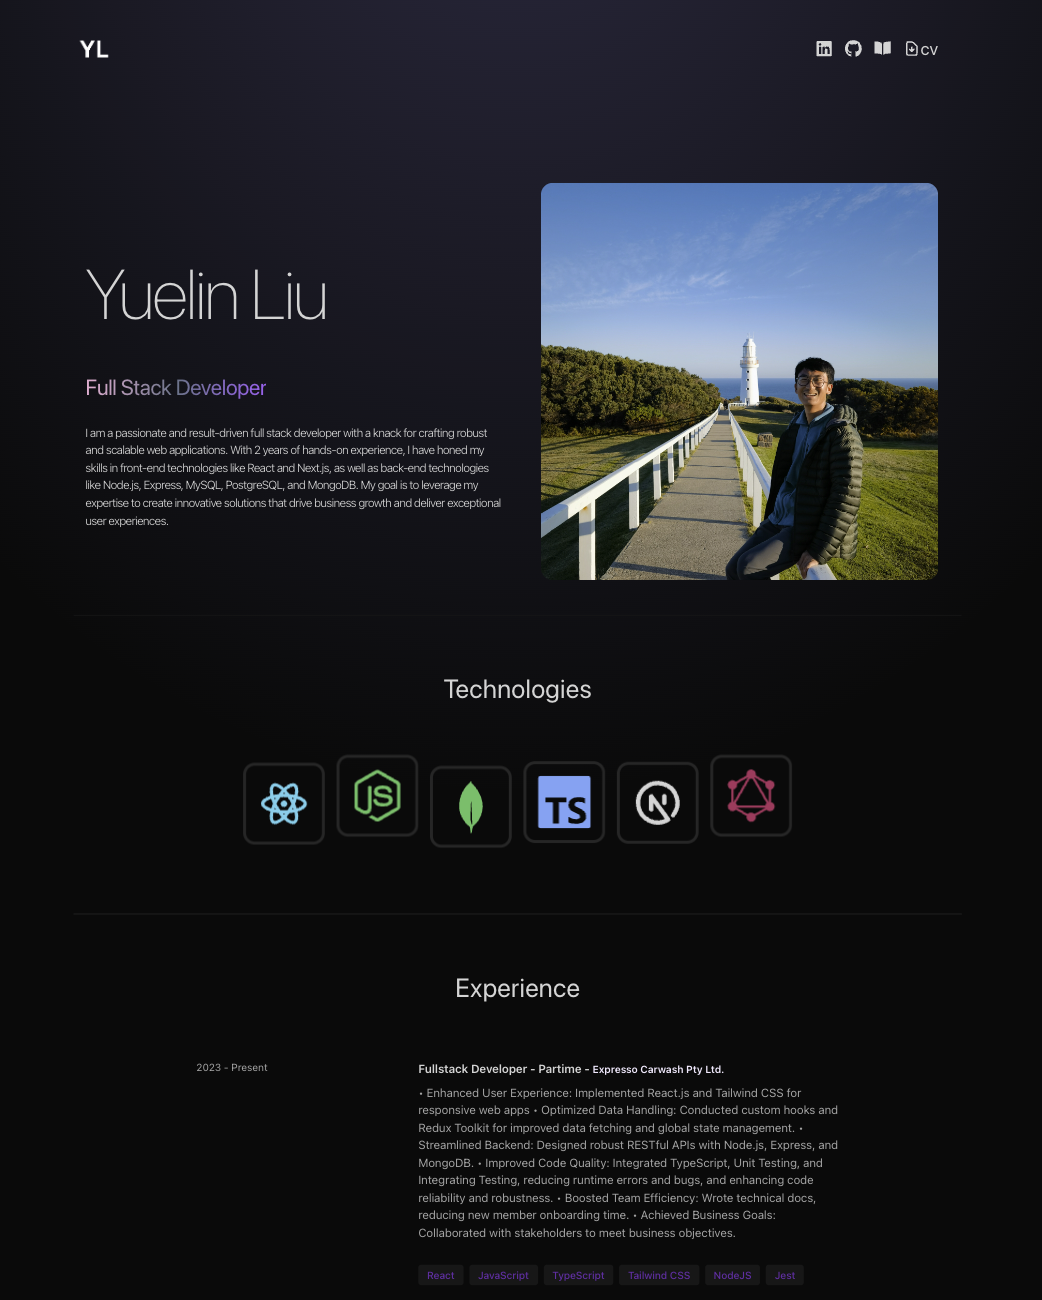 YL
CV
Yuelin Liu
Full Stack Developer
I am a passionate and result-driven full stack developer with a knack for crafting robust
and scalable web applications. With 2 years of hands-on experience, I have honed my
skills in front-end technologies like React and Next.js, as well as back-end technologies
like Node.js, Express, MySQL, PostgreSQL, and MongoDB. My goal is to leverage my
expertise to create innovative solutions that drive business growth and deliver exceptional
user experiences.
Technologies
JS
TS
N
Experience
2023 - Present
Fullstack Developer - Partime - Expresso Carwash Pty Ltd.
• Enhanced User Experience: Implemented React.js and Tailwind CSS for
responsive web apps • Optimized Data Handling: Conducted custom hooks and
Redux Toolkit for improved data fetching and global state management. •
Streamlined Backend: Designed robust RESTful APIs with Node.js, Express, and
MongoDB. • Improved Code Quality: Integrated TypeScript, Unit Testing, and
Integrating Testing, reducing runtime errors and bugs, and enhancing code
reliability and robustness. • Boosted Team Efficiency: Wrote technical docs,
reducing new member onboarding time. • Achieved Business Goals:
Collaborated with stakeholders to meet business objectives.
React JavaScript TypeScript Tailwind CSS NodeJS Jest